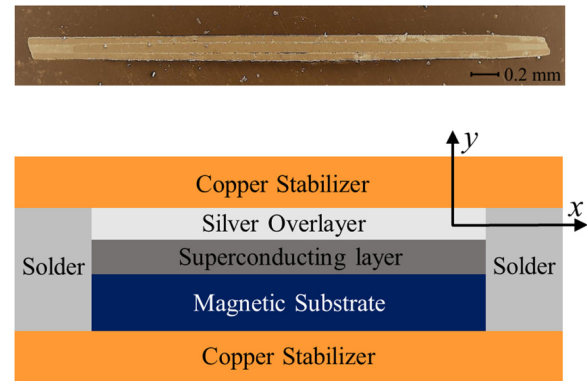 0.2 mm
y
Copper Stabilizer
x
Silver Overlayer
Solder
Superconducting layer
Solder
Magnetic Substrate
Copper Stabilizer